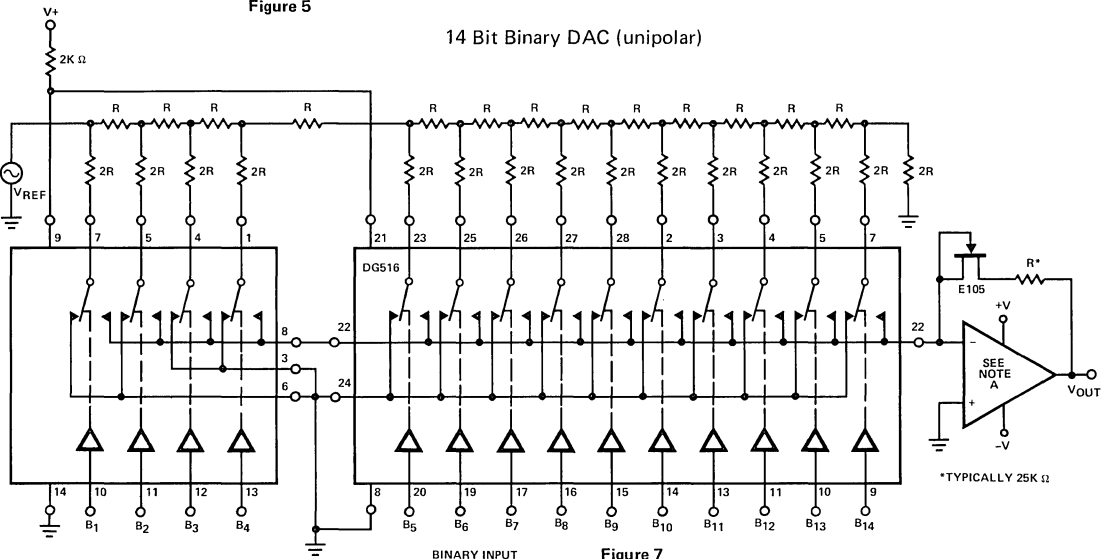 Figure 5
14 Bit Binary DAC (unipolar)
V+
2K Ω
R R R R R R R R R R R R R
2R 2R 2R 2R 2R 2R 2R 2R 2R 2R 2R 2R 2R 2R 2R
VREF
9 7 5 4 1 21 23 25 26 27 28 2 3 4 5 7
DG516
E105
R*
8 22 22
3
6 24
+V
−
SEE
NOTE
A
+
−V
VOUT
*TYPICALLY 25K Ω
14 10 11 12 13 8 20 19 17 16 15 14 13 11 10 9
B1 B2 B3 B4 B5 B6 B7 B8 B9 B10 B11 B12 B13 B14
BINARY INPUT
Figure 7